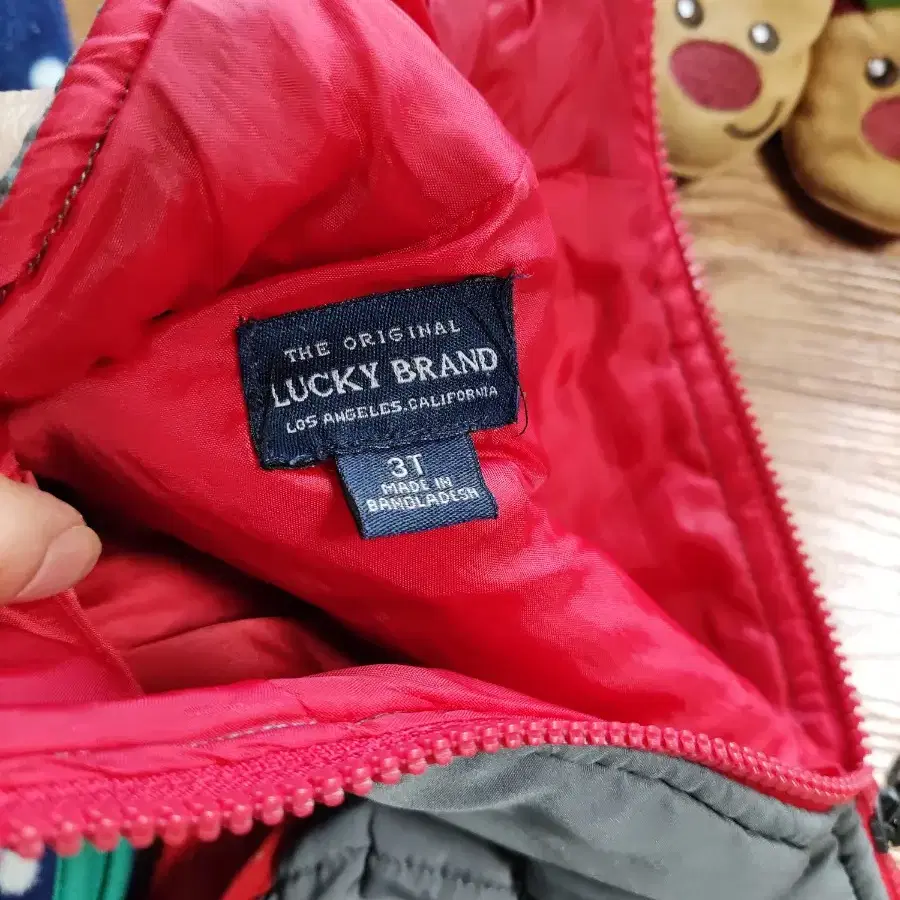 THE ORIGINAL
LUCKY BRAND
LOS ANGELES.CALIFORNIA
3T
MADE IN
BANGLADESH